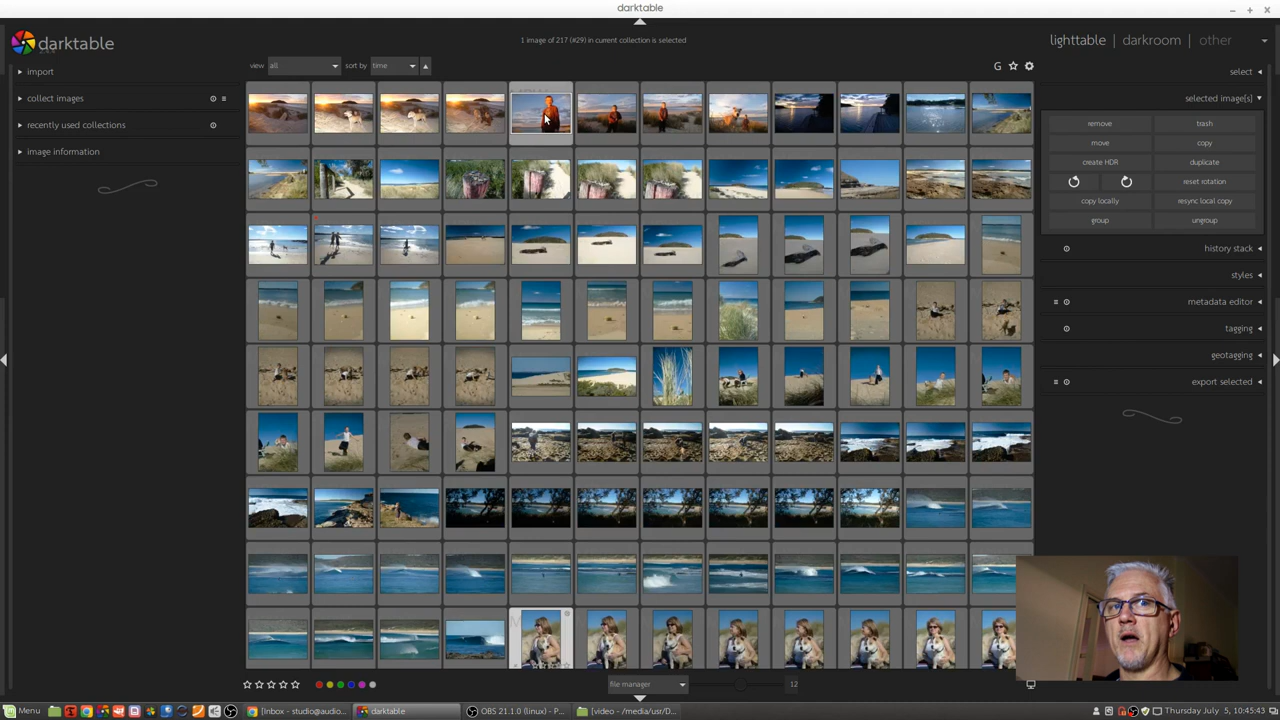 darktable
darktable
1 image of 217 (#29) in current collection is selected
lighttable | darkroom | other
view all sort by time
G
import
collect images
recently used collections
image information
select
selected image(s)
remove trash
move copy
create HDR duplicate
reset rotation
copy locally resync local copy
group ungroup
history stack
styles
metadata editor
tagging
geotagging
export selected
file manager 12
Menu [Inbox - studio@audio... darktable OBS 21.1.0 (linux) - P... [video - /media/usr/D... Thursday July 5, 10:45:43